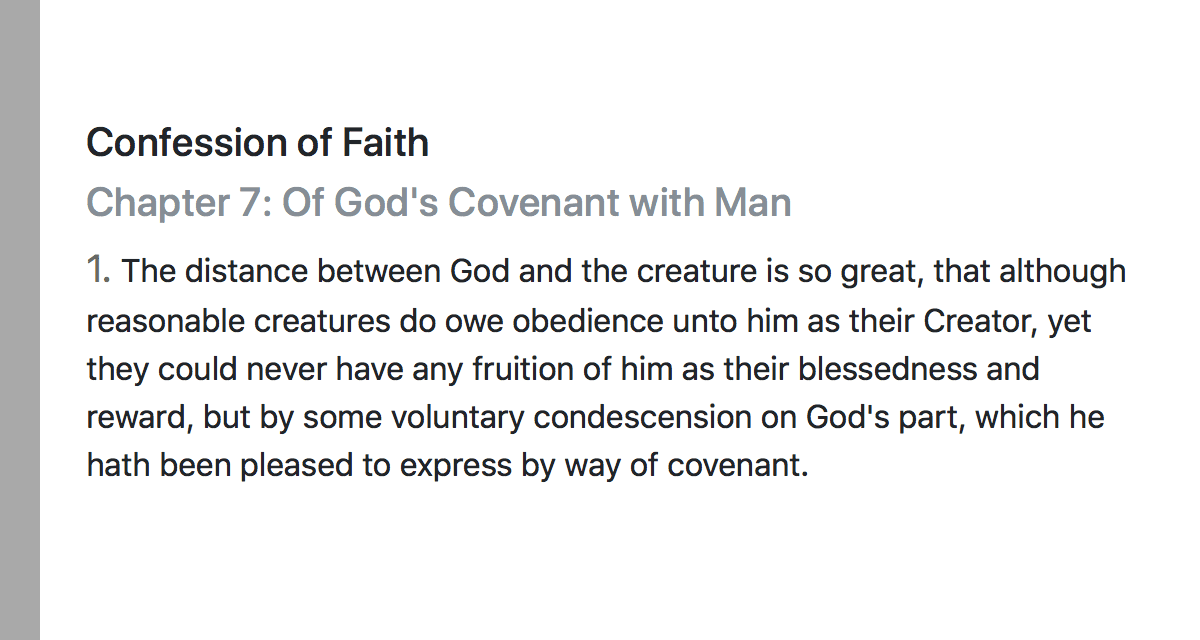 Confession of Faith
Chapter 7: Of God's Covenant with Man
1. The distance between God and the creature is so great, that although
reasonable creatures do owe obedience unto him as their Creator, yet
they could never have any fruition of him as their blessedness and
reward, but by some voluntary condescension on God's part, which he
hath been pleased to express by way of covenant.